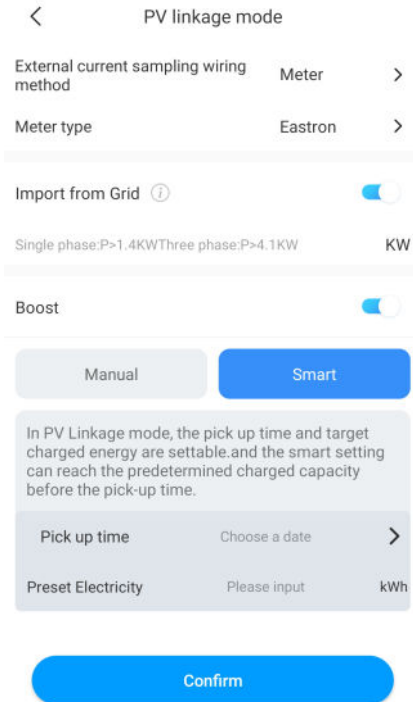 PV linkage mode
External current sampling wiring
method
Meter
Meter type
Eastron
Import from Grid
Single phase:P>1.4KWThree phase:P>4.1KW
KW
Boost
Manual
Smart
In PV Linkage mode, the pick up time and target
charged energy are settable.and the smart setting
can reach the predetermined charged capacity
before the pick-up time.
Pick up time
Choose a date
Preset Electricity
Please input
kWh
Confirm